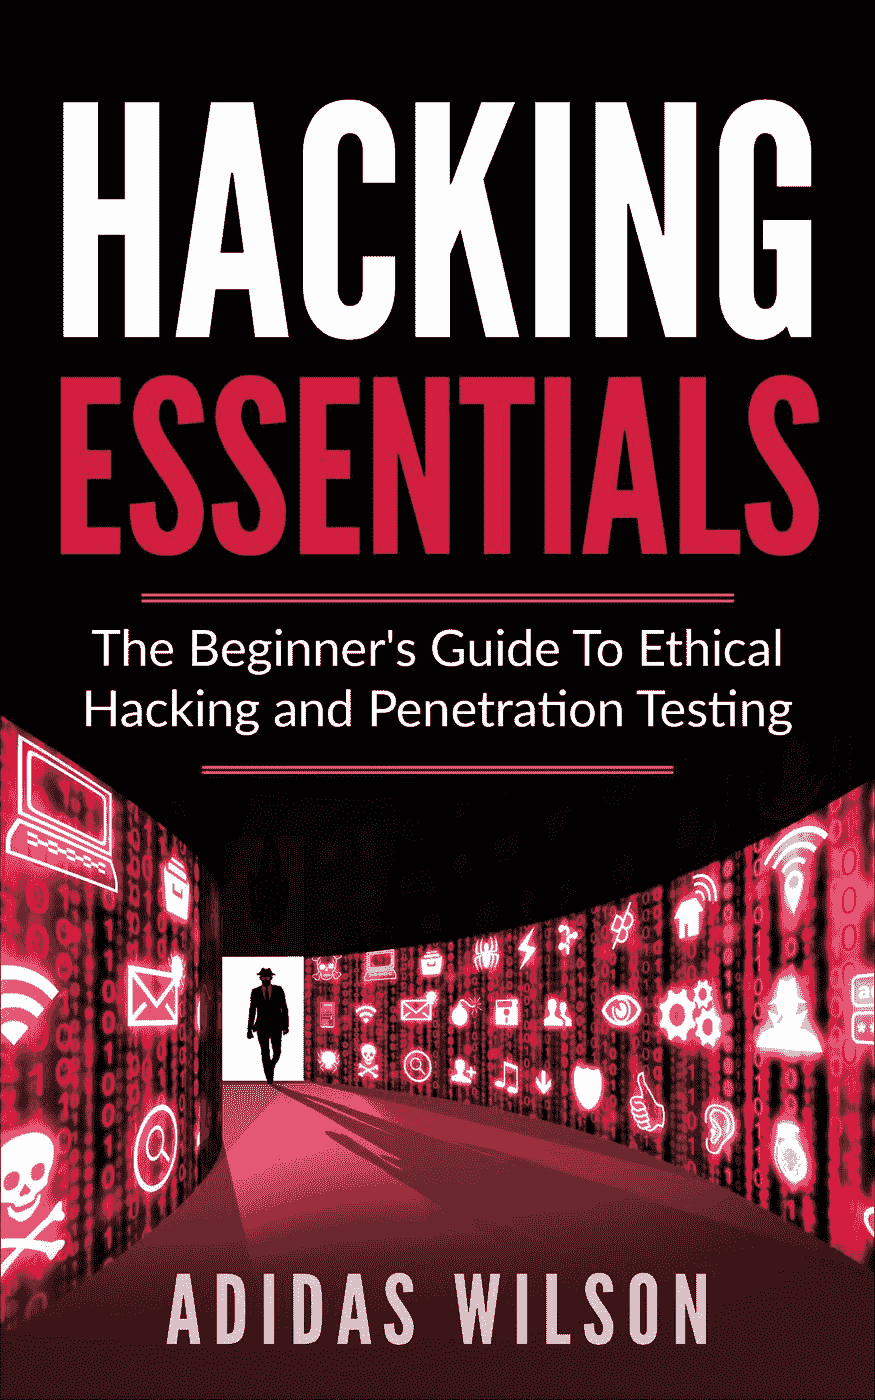 HACKING
ESSENTIALS
The Beginner's Guide To Ethical
Hacking and Penetration Testing
ADIDAS WILSON